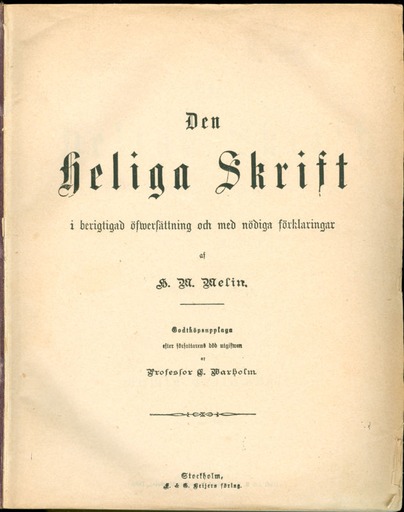 Den
Heliga Skrift
i berigtigad öfwersättning och med nödiga förklaringar
af
H. M. Melin.
Godtköpsupplaga
efter författarens död utgifwen
av
Professor C. Warholm.
Stockholm,
F. & G. Beijers förlag.